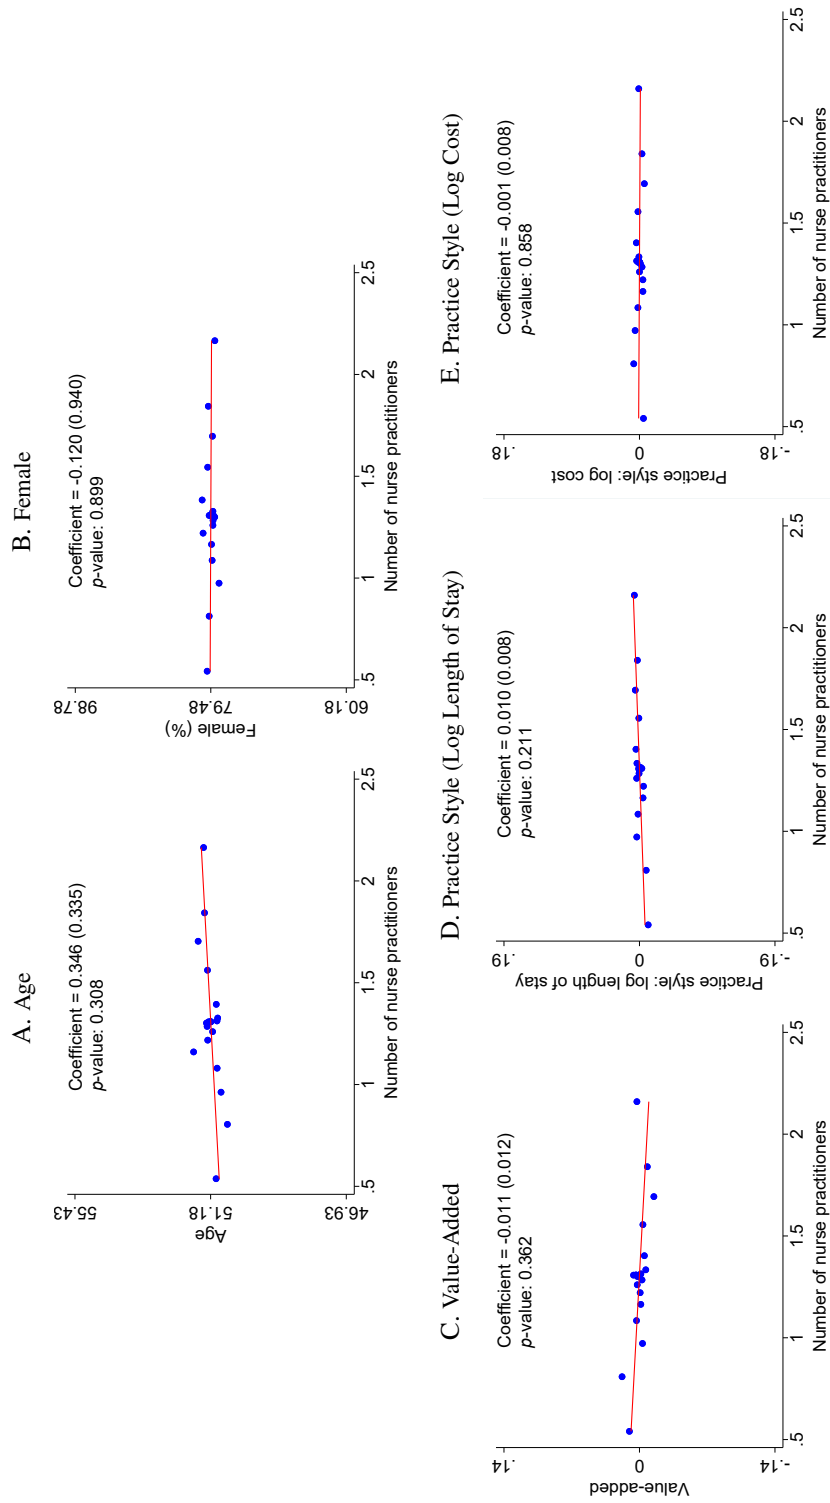 A. Age
Coefficient = 0.346 (0.335)
p-value: 0.308
55.43
51.18
46.93
Age
.5
1
1.5
2
2.5
Number of nurse practitioners
B. Female
Coefficient = -0.120 (0.940)
p-value: 0.899
98.78
79.48
60.18
Female (%)
.5
1
1.5
2
2.5
Number of nurse practitioners
C. Value-Added
Coefficient = -0.011 (0.012)
p-value: 0.362
.14
0
-.14
Value-added
.5
1
1.5
2
2.5
Number of nurse practitioners
D. Practice Style (Log Length of Stay)
Coefficient = 0.010 (0.008)
p-value: 0.211
.19
0
-.19
Practice style: log length of stay
.5
1
1.5
2
2.5
Number of nurse practitioners
E. Practice Style (Log Cost)
Coefficient = -0.001 (0.008)
p-value: 0.858
.18
0
-.18
Practice style: log cost
.5
1
1.5
2
2.5
Number of nurse practitioners